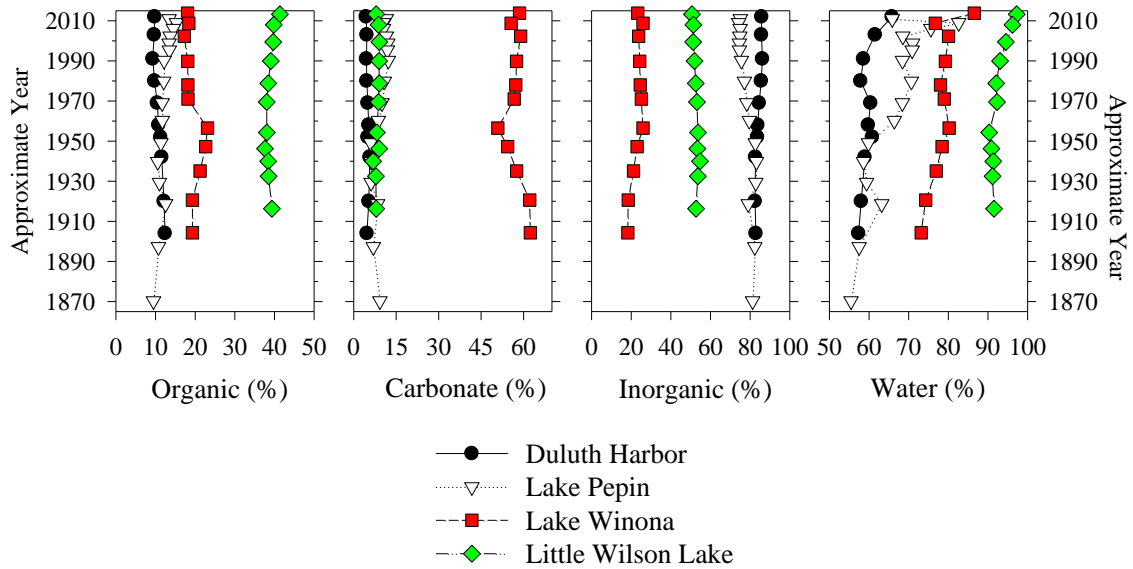 Approximate Year
2010
1990
1970
1950
1930
1910
1890
1870
0 10 20 30 40 50
Organic (%)
0 15 30 45 60
Carbonate (%)
0 20 40 60 80 100
Inorganic (%)
50 60 70 80 90 100
Water (%)
2010
1990
1970
1950
1930
1910
1890
1870
Approximate Year
Duluth Harbor
Lake Pepin
Lake Winona
Little Wilson Lake